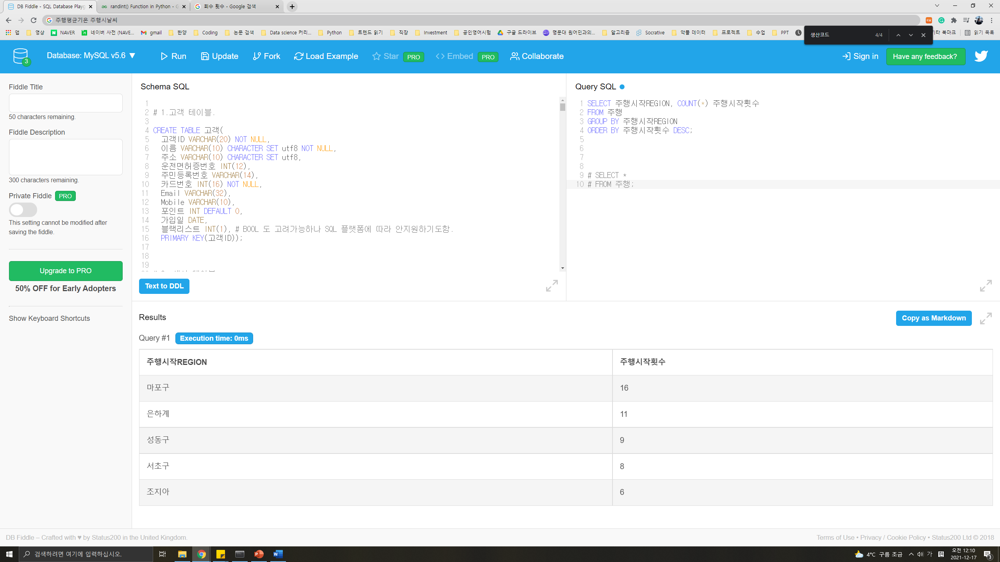 DB Fiddle - SQL Database Playg
randint() Function in Python - G
회수 횟수 - Google 검색
주행평균기온 주행시날씨
앱
영상
NAVER
네이버 사전 (NAVE...
gmail
한양
Coding
논문 검색
Data science 커리...
Python
트렌드 읽기
직장
Investment
공인영어시험
구글 드라이브
명문대 원어민과의...
알고리즘
Socrative
악플 데이터
프로젝트
수업
PPT
기타 북마크
읽기 목록
생산코드 4/4
3
Database: MySQL v5.6 ▼
Run
Update
Fork
Load Example
Star PRO
Embed PRO
Collaborate
Sign in
Have any feedback?
Fiddle Title
50 characters remaining.
Fiddle Description
300 characters remaining.
Private Fiddle PRO
This setting cannot be modified after
saving the fiddle.
Upgrade to PRO
50% OFF for Early Adopters
Show Keyboard Shortcuts
Schema SQL
1
2 # 1.고객 테이블.
3
4 CREATE TABLE 고객(
5 고객ID VARCHAR(20) NOT NULL,
6 이름 VARCHAR(10) CHARACTER SET utf8 NOT NULL,
7 주소 VARCHAR(10) CHARACTER SET utf8,
8 운전면허증번호 INT(12),
9 주민등록번호 VARCHAR(14),
10 카드번호 INT(16) NOT NULL,
11 Email VARCHAR(32),
12 Mobile VARCHAR(10),
13 포인트 INT DEFAULT 0,
14 가입일 DATE,
15 블랙리스트 INT(1), # BOOL 도 고려가능하나 SQL 플랫폼에 따라 안지원하기도함.
16 PRIMARY KEY(고객ID));
17
18
19
Text to DDL
Query SQL
1 SELECT 주행시작REGION, COUNT(*) 주행시작횟수
2 FROM 주행
3 GROUP BY 주행시작REGION
4 ORDER BY 주행시작횟수 DESC;
5
6
7
8
9 # SELECT *
10 # FROM 주행;
Results
Copy as Markdown
Query #1 Execution time: 0ms
주행시작REGION 주행시작횟수
마포구 16
은하계 11
성동구 9
서초구 8
조지아 6
DB Fiddle – Crafted with ♥ by Status200 in the United Kingdom.
Terms of Use • Privacy / Cookie Policy • Status200 Ltd © 2018
검색하려면 여기에 입력하십시오.
4°C 구름 조금
가
한
오전 12:10
2021-12-17
3